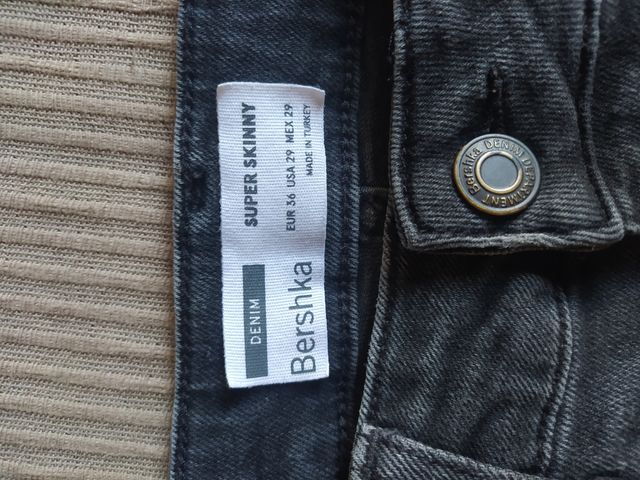 DENIM
SUPER SKINNY
Bershka
EUR 36 USA 29 MEX 29
MADE IN TURKEY
Bershka DENIM DEPARTMENT